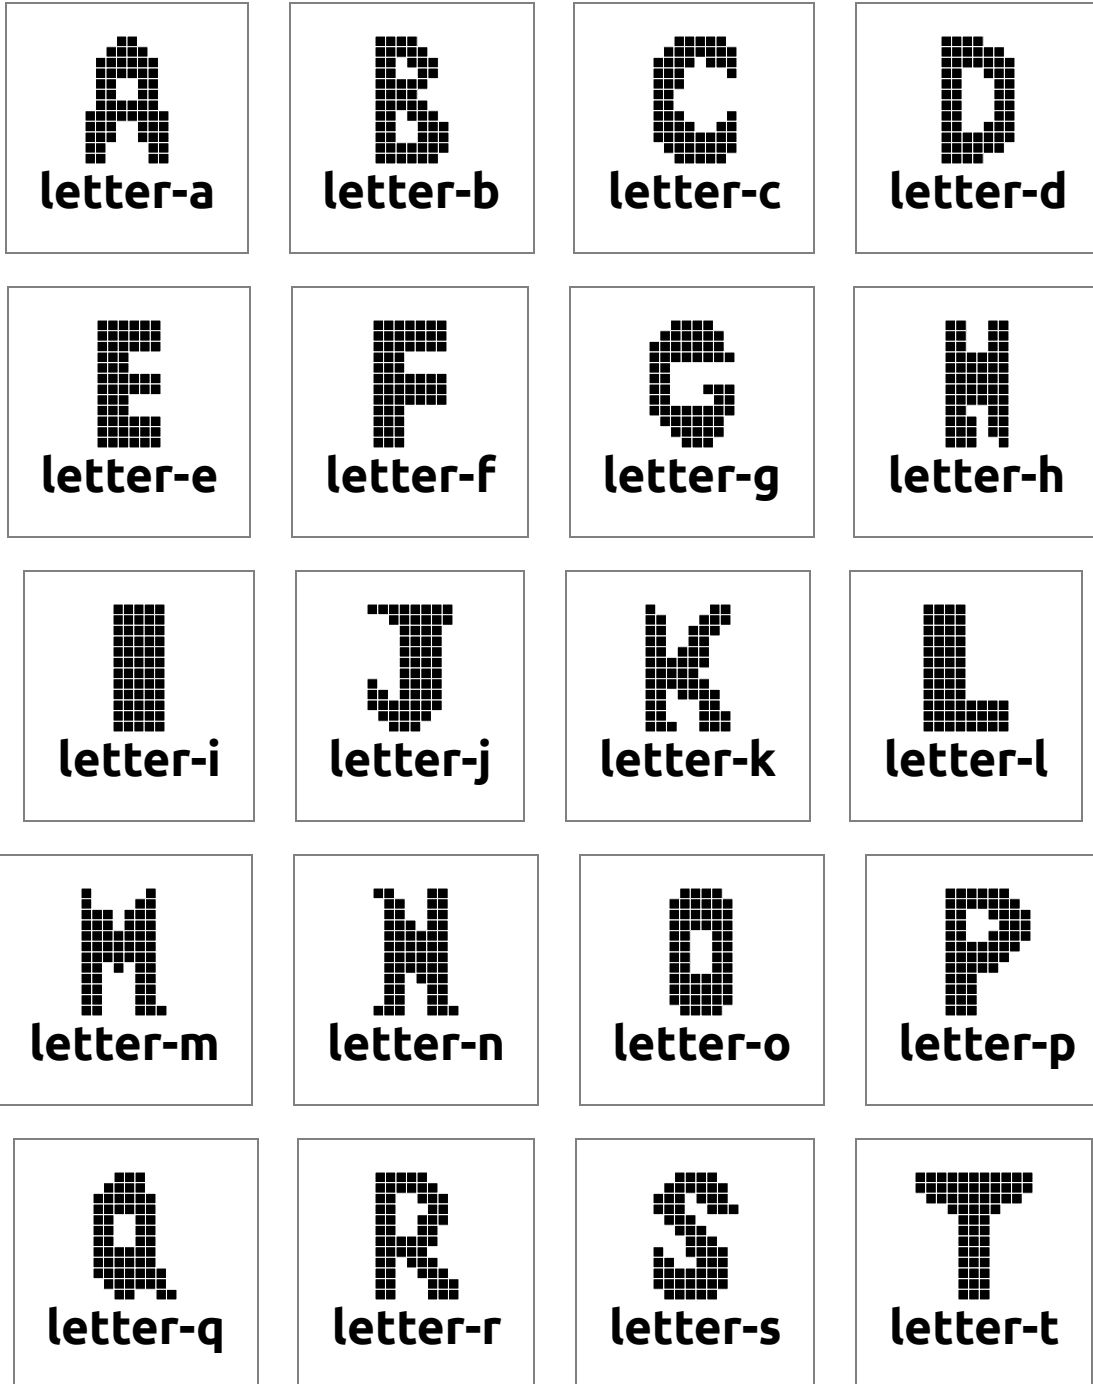 A B C D
letter-a letter-b letter-c letter-d
E F G H
letter-e letter-f letter-g letter-h
I J K L
letter-i letter-j letter-k letter-l
M N O P
letter-m letter-n letter-o letter-p
Q R S T
letter-q letter-r letter-s letter-t